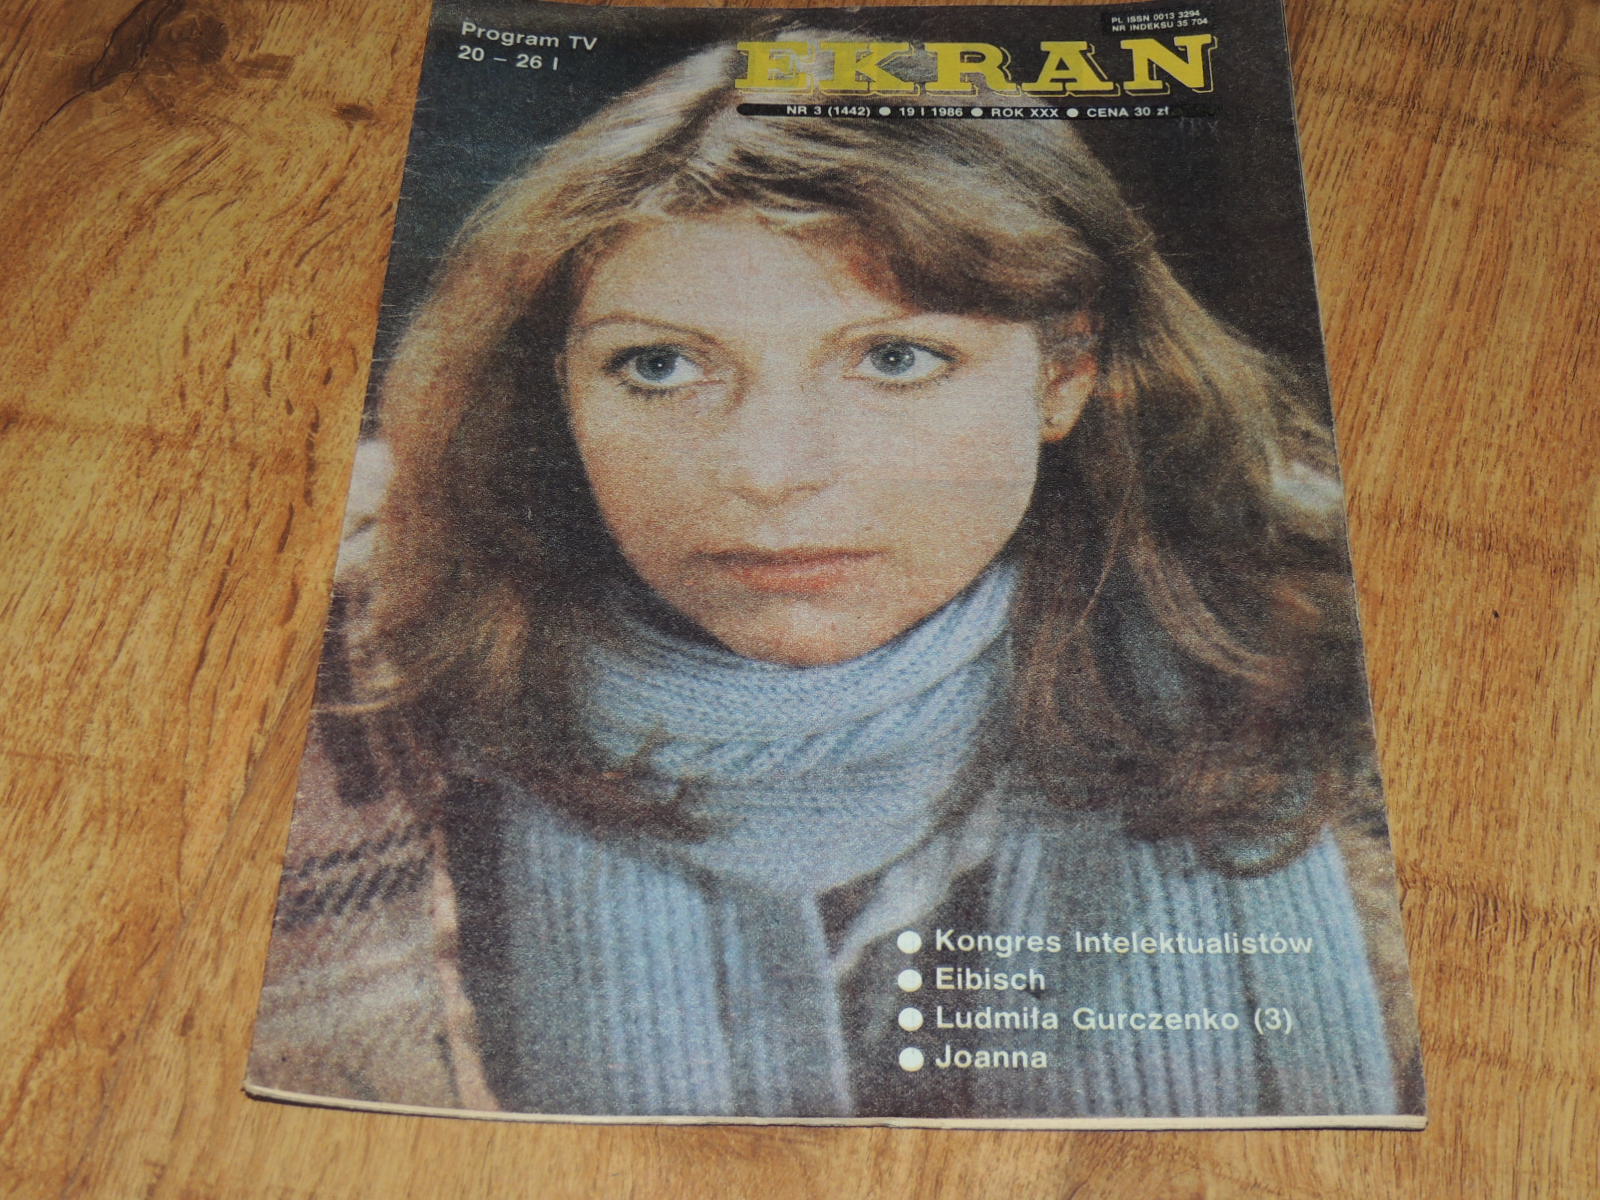 Program TV
20 – 26 I
PL ISSN 0013 3294
NR INDEKSU 35 704
EKRAN
NR 3 (1442) ● 19 I 1986 ● ROK XXX ● CENA 30 zł
● Kongres Intelektualistów
● Eibisch
● Ludmiła Gurczenko (3)
● Joanna